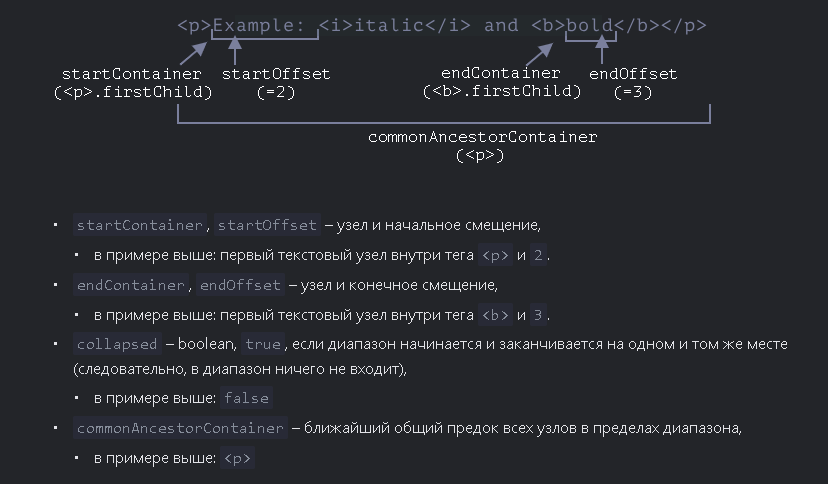 <p>Example: <i>italic</i> and <b>bold</b></p>
startContainer startOffset endContainer endOffset
(<p>.firstChild) (=2) (<b>.firstChild) (=3)
commonAncestorContainer
(<p>)
• startContainer, startOffset – узел и начальное смещение,
• в примере выше: первый текстовый узел внутри тега <p> и 2.
• endContainer, endOffset – узел и конечное смещение,
• в примере выше: первый текстовый узел внутри тега <b> и 3.
• collapsed – boolean, true, если диапазон начинается и заканчивается на одном и том же месте
(следовательно, в диапазон ничего не входит),
• в примере выше: false
• commonAncestorContainer – ближайший общий предок всех узлов в пределах диапазона,
• в примере выше: <p>